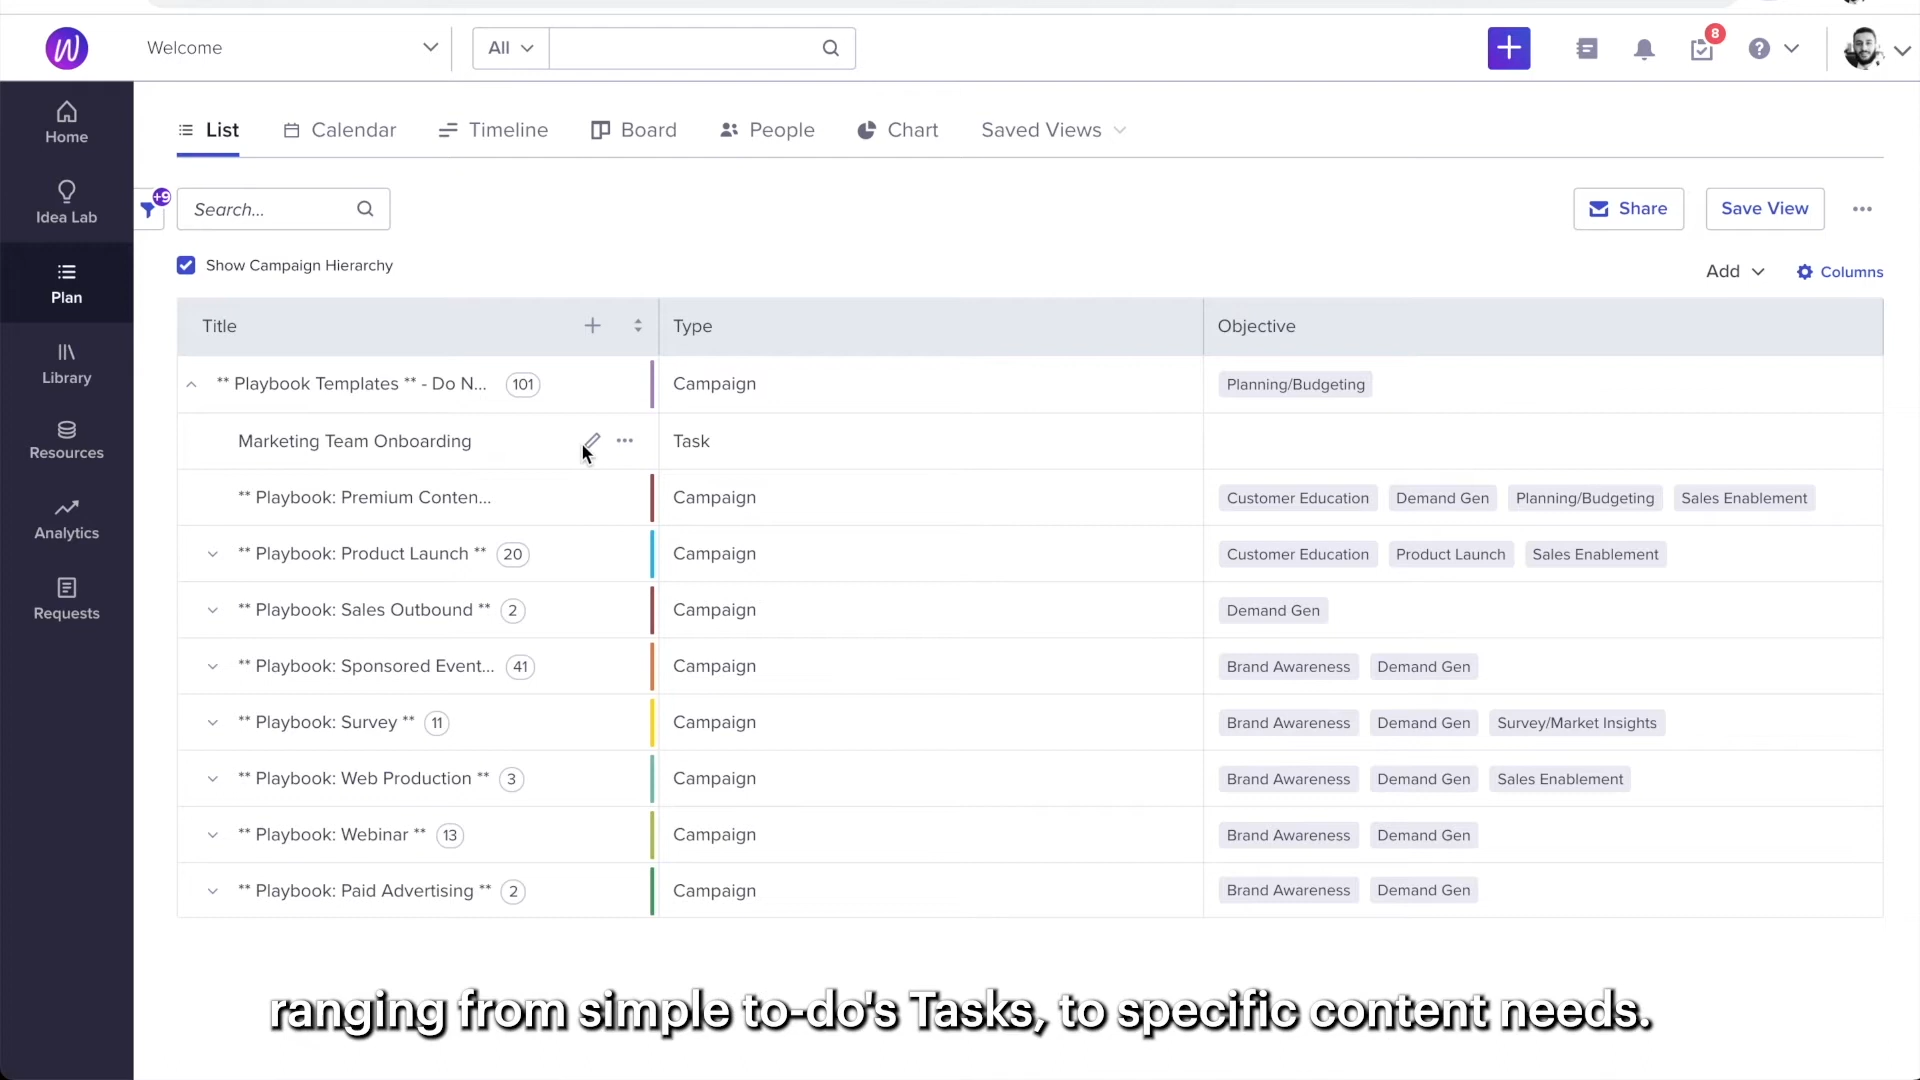 W Welcome All 8
Home
Idea Lab
Plan
Library
Resources
Analytics
Requests
List Calendar Timeline Board People Chart Saved Views
+9 Search... Share Save View
Show Campaign Hierarchy
Add Columns
Title Type Objective
** Playbook Templates ** - Do N... 101 Campaign Planning/Budgeting
Marketing Team Onboarding Task
** Playbook: Premium Conten... Campaign Customer Education Demand Gen Planning/Budgeting Sales Enablement
** Playbook: Product Launch ** 20 Campaign Customer Education Product Launch Sales Enablement
** Playbook: Sales Outbound ** 2 Campaign Demand Gen
** Playbook: Sponsored Event... 41 Campaign Brand Awareness Demand Gen
** Playbook: Survey ** 11 Campaign Brand Awareness Demand Gen Survey/Market Insights
** Playbook: Web Production ** 3 Campaign Brand Awareness Demand Gen Sales Enablement
** Playbook: Webinar ** 13 Campaign Brand Awareness Demand Gen
** Playbook: Paid Advertising ** 2 Campaign Brand Awareness Demand Gen
ranging from simple to-do's Tasks, to specific content needs.